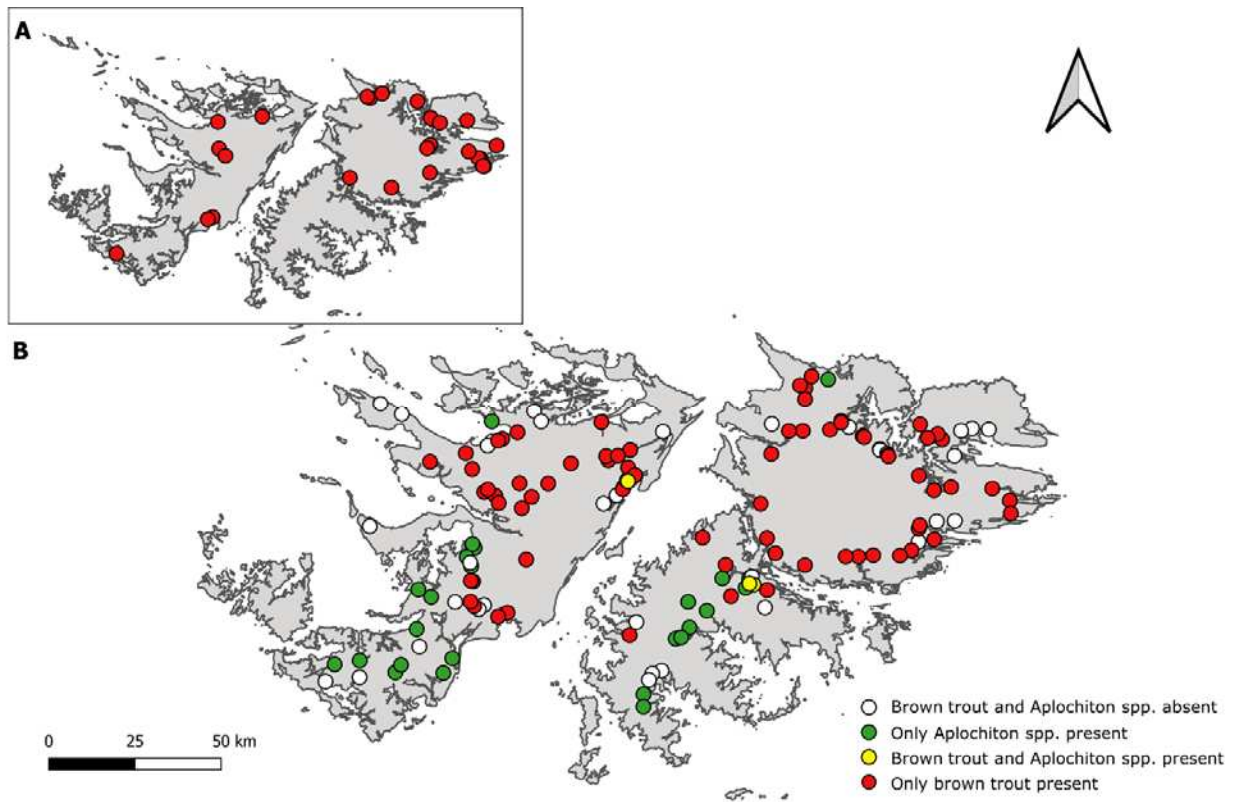 A
B
Brown trout and Aplochiton spp. absent
Only Aplochiton spp. present
Brown trout and Aplochiton spp. present
Only brown trout present
0 25 50 km